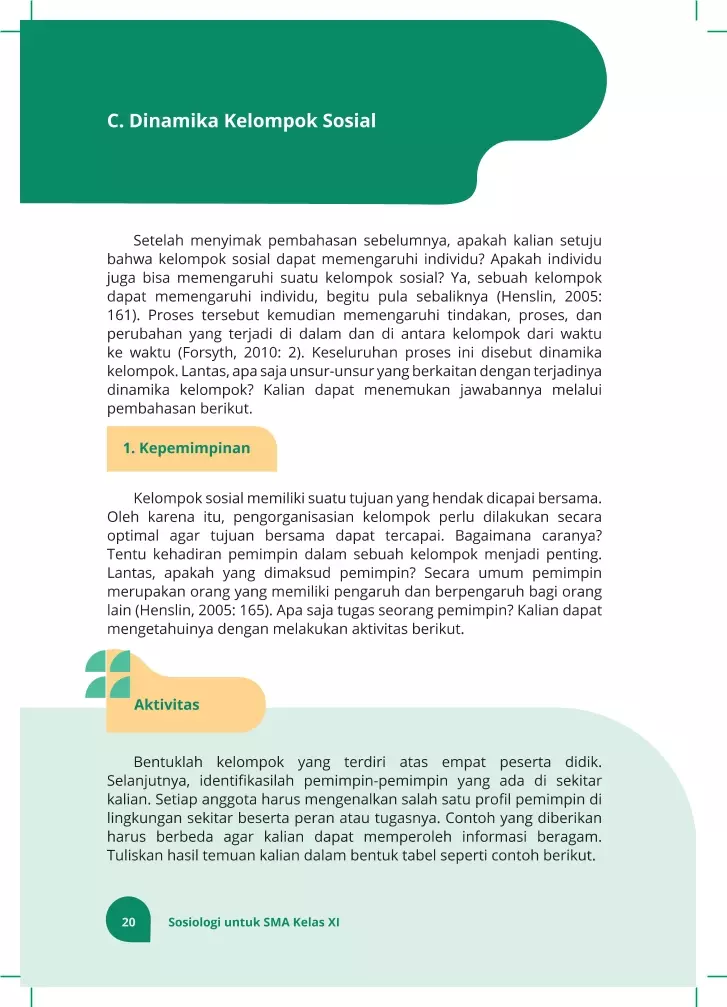 C. Dinamika Kelompok Sosial
Setelah menyimak pembahasan sebelumnya, apakah kalian setuju
bahwa kelompok sosial dapat memengaruhi individu? Apakah individu
juga bisa memengaruhi suatu kelompok sosial? Ya, sebuah kelompok
dapat memengaruhi individu, begitu pula sebaliknya (Henslin, 2005:
161). Proses tersebut kemudian memengaruhi tindakan, proses, dan
perubahan yang terjadi di dalam dan di antara kelompok dari waktu
ke waktu (Forsyth, 2010: 2). Keseluruhan proses ini disebut dinamika
kelompok. Lantas, apa saja unsur-unsur yang berkaitan dengan terjadinya
dinamika kelompok? Kalian dapat menemukan jawabannya melalui
pembahasan berikut.
1. Kepemimpinan
Kelompok sosial memiliki suatu tujuan yang hendak dicapai bersama.
Oleh karena itu, pengorganisasian kelompok perlu dilakukan secara
optimal agar tujuan bersama dapat tercapai. Bagaimana caranya?
Tentu kehadiran pemimpin dalam sebuah kelompok menjadi penting.
Lantas, apakah yang dimaksud pemimpin? Secara umum pemimpin
merupakan orang yang memiliki pengaruh dan berpengaruh bagi orang
lain (Henslin, 2005: 165). Apa saja tugas seorang pemimpin? Kalian dapat
mengetahuinya dengan melakukan aktivitas berikut.
Aktivitas
Bentuklah kelompok yang terdiri atas empat peserta didik.
Selanjutnya, identifikasilah pemimpin-pemimpin yang ada di sekitar
kalian. Setiap anggota harus mengenalkan salah satu profil pemimpin di
lingkungan sekitar beserta peran atau tugasnya. Contoh yang diberikan
harus berbeda agar kalian dapat memperoleh informasi beragam.
Tuliskan hasil temuan kalian dalam bentuk tabel seperti contoh berikut.
20 Sosiologi untuk SMA Kelas XI